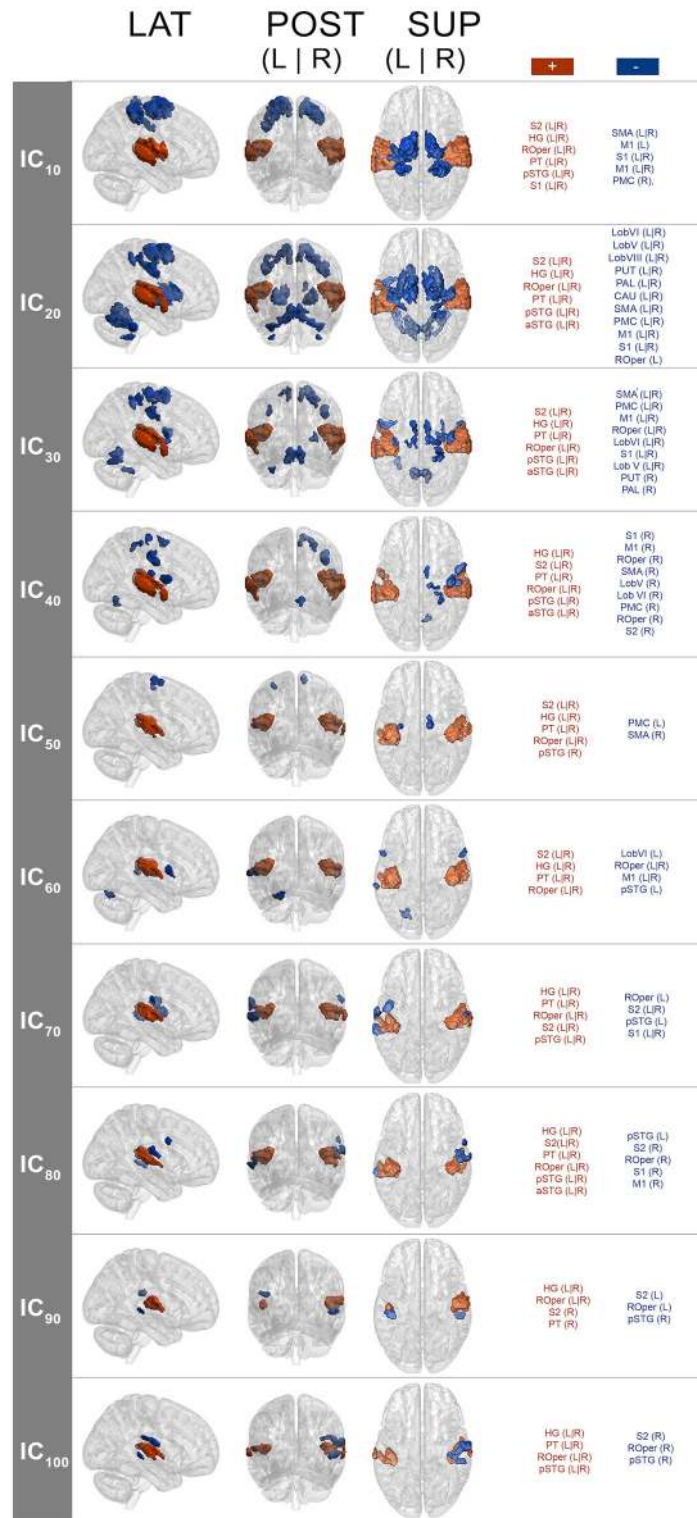 LAT
POST
SUP
(L | R)
(L | R)
+
-
IC10
S2 (L|R)
HG (L|R)
ROper (L|R)
PT (L|R)
pSTG (L|R)
S1 (L|R)
SMA (L|R)
M1 (L)
S1 (L|R)
M1 (L|R)
PMC (R).
IC20
S2 (L|R)
HG (L|R)
ROper (L|R)
PT (L|R)
pSTG (L|R)
aSTG (L|R)
LobVI (L|R)
LobV (L|R)
LobVIII (L|R)
PUT (L|R)
PAL (L|R)
CAU (L|R)
SMA (L|R)
PMC (L|R)
M1 (L|R)
S1 (L|R)
ROper (L)
IC30
S2 (L|R)
HG (L|R)
PT (L|R)
ROper (L|R)
pSTG (L|R)
aSTG (L|R)
SMA (L|R)
PMC (L|R)
M1 (L|R)
ROper (L|R)
LobVI (L|R)
S1 (L|R)
Lob V (L|R)
PUT (R)
PAL (R)
IC40
HG (L|R)
S2 (L|R)
PT (L|R)
ROper (L|R)
pSTG (L|R)
aSTG (L|R)
S1 (R)
M1 (R)
ROper (R)
SMA (R)
LobV (R)
Lob VI (R)
PMC (R)
ROper (R)
S2 (R)
IC50
S2 (L|R)
HG (L|R)
PT (L|R)
ROper (L|R)
pSTG (R)
PMC (L)
SMA (R)
IC60
S2 (L|R)
HG (L|R)
PT (L|R)
ROper (L|R)
LobVI (L)
ROper (L|R)
M1 (L|R)
pSTG (L)
IC70
HG (L|R)
PT (L|R)
ROper (L|R)
S2 (L|R)
pSTG (L|R)
ROper (L)
S2 (L|R)
pSTG (L)
S1 (L|R)
IC80
HG (L|R)
S2(L|R)
PT (L|R)
ROper (L|R)
pSTG (L|R)
aSTG (L|R)
pSTG (L)
S2 (R)
ROper (R)
S1 (R)
M1 (R)
IC90
HG (L|R)
ROper (L|R)
S2 (R)
PT (R)
S2 (L)
ROper (L)
pSTG (R)
IC100
HG (L|R)
PT (L|R)
ROper (L|R)
pSTG (L|R)
S2 (R)
ROper (R)
pSTG (R)